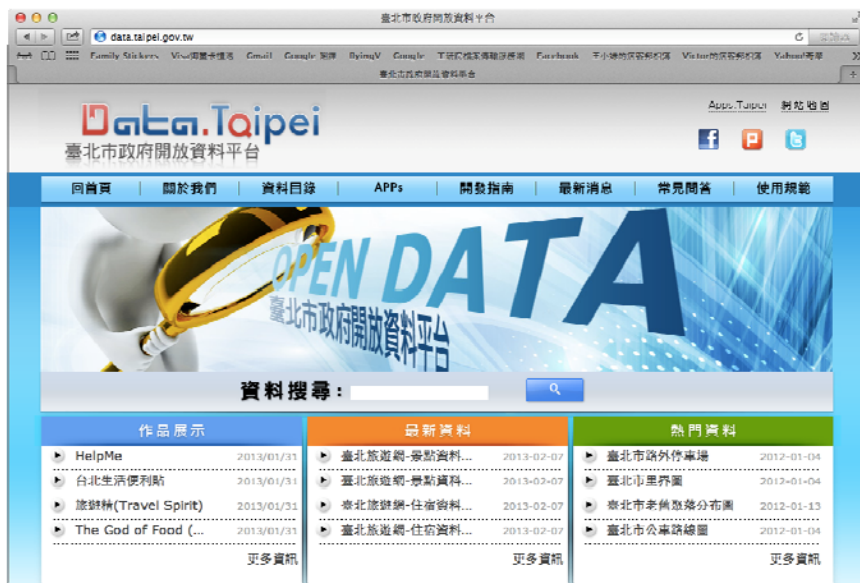 臺北市政府開放資料平台
data.taipei.gov.tw
Family Stickers Gmail Google Google Facebook
臺北市政府開放資料平台
Data.Taipei
臺北市政府開放資料平台
Apps.Taipei 網站地圖
回首頁 關於我們 資料目錄 APPs 開發指南 最新消息 常見問答 使用規範
OPEN DATA
臺北市政府開放資料平台
資料搜尋:
作品展示
HelpMe 2013/01/31
台北生活便利貼 2013/01/31
旅遊精(Travel Spirit) 2013/01/31
The God of Food (... 2013/01/31
更多資訊
最新資料
臺北旅遊網-景點資料... 2013-02-07
臺北旅遊網-景點資料... 2013-02-07
臺北旅遊網-住宿資料... 2013-02-07
臺北旅遊網-住宿資料... 2013-02-07
更多資訊
熱門資料
臺北市路外停車場 2012-01-04
臺北市里界圖 2012-01-04
臺北市老舊聚落分布圖 2012-01-13
臺北市公車路線圖 2012-01-04
更多資訊